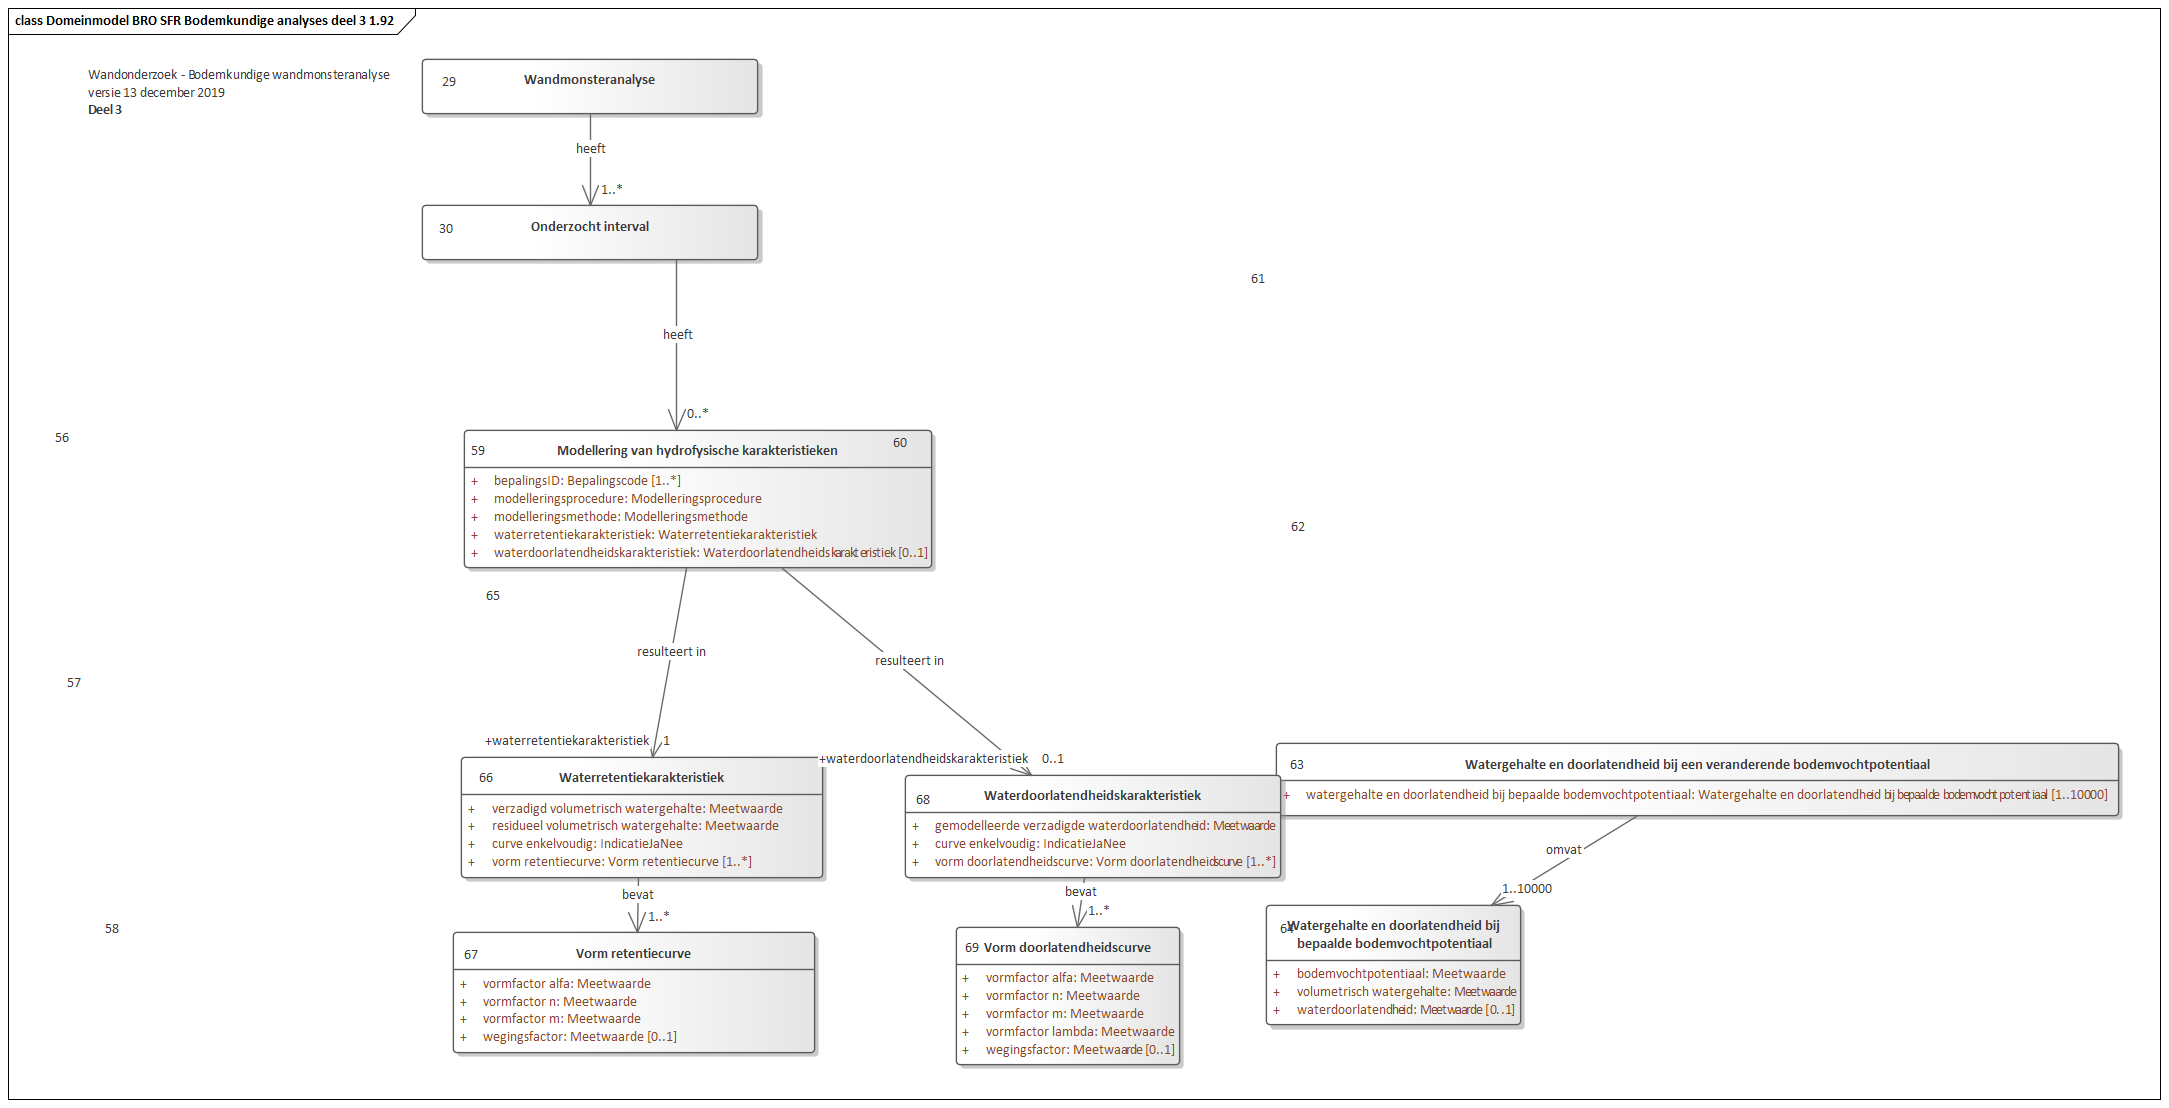 class Domeinmodel BRO SFR Bodemkundige analyses deel 3 1.92
Wandonderzoek - Bodemkundige wandmonsteranalyse
versie 13 december 2019
Deel 3
29
Wandmonsteranalyse
heeft
1..*
30
Onderzocht interval
61
heeft
0..*
56
59
Modellering van hydrofysische karakteristieken
60
+ bepalingsID: Bepalingscode [1..*]
+ modelleringsprocedure: Modelleringsprocedure
+ modelleringsmethode: Modelleringsmethode
+ waterretentiekarakteristiek: Waterretentiekarakteristiek
+ waterdoorlatendheidskarakteristiek: Waterdoorlatendheidskarakteristiek [0..1]
62
65
resulteert in
resulteert in
57
+waterretentiekarakteristiek
1
+waterdoorlatendheidskarakteristiek
0..1
66
Waterretentiekarakteristiek
+ verzadigd volumetrisch watergehalte: Meetwaarde
+ residueel volumetrisch watergehalte: Meetwaarde
+ curve enkelvoudig: IndicatieJaNee
+ vorm retentiecurve: Vorm retentiecurve [1..*]
68
Waterdoorlatendheidskarakteristiek
+ gemodelleerde verzadigde waterdoorlatendheid: Meetwaarde
+ curve enkelvoudig: IndicatieJaNee
+ vorm doorlatendheidscurve: Vorm doorlatendheidscurve [1..*]
63
Watergehalte en doorlatendheid bij een veranderende bodemvochtpotentiaal
+ watergehalte en doorlatendheid bij bepaalde bodemvochtpotentiaal: Watergehalte en doorlatendheid bij bepaalde bodemvochtpotentiaal [1..10000]
bevat
1..*
bevat
1..*
omvat
1..10000
58
67
Vorm retentiecurve
+ vormfactor alfa: Meetwaarde
+ vormfactor n: Meetwaarde
+ vormfactor m: Meetwaarde
+ wegingsfactor: Meetwaarde [0..1]
69
Vorm doorlatendheidscurve
+ vormfactor alfa: Meetwaarde
+ vormfactor n: Meetwaarde
+ vormfactor m: Meetwaarde
+ vormfactor lambda: Meetwaarde
+ wegingsfactor: Meetwaarde [0..1]
64
Watergehalte en doorlatendheid bij
bepaalde bodemvochtpotentiaal
+ bodemvochtpotentiaal: Meetwaarde
+ volumetrisch watergehalte: Meetwaarde
+ waterdoorlatendheid: Meetwaarde [0..1]